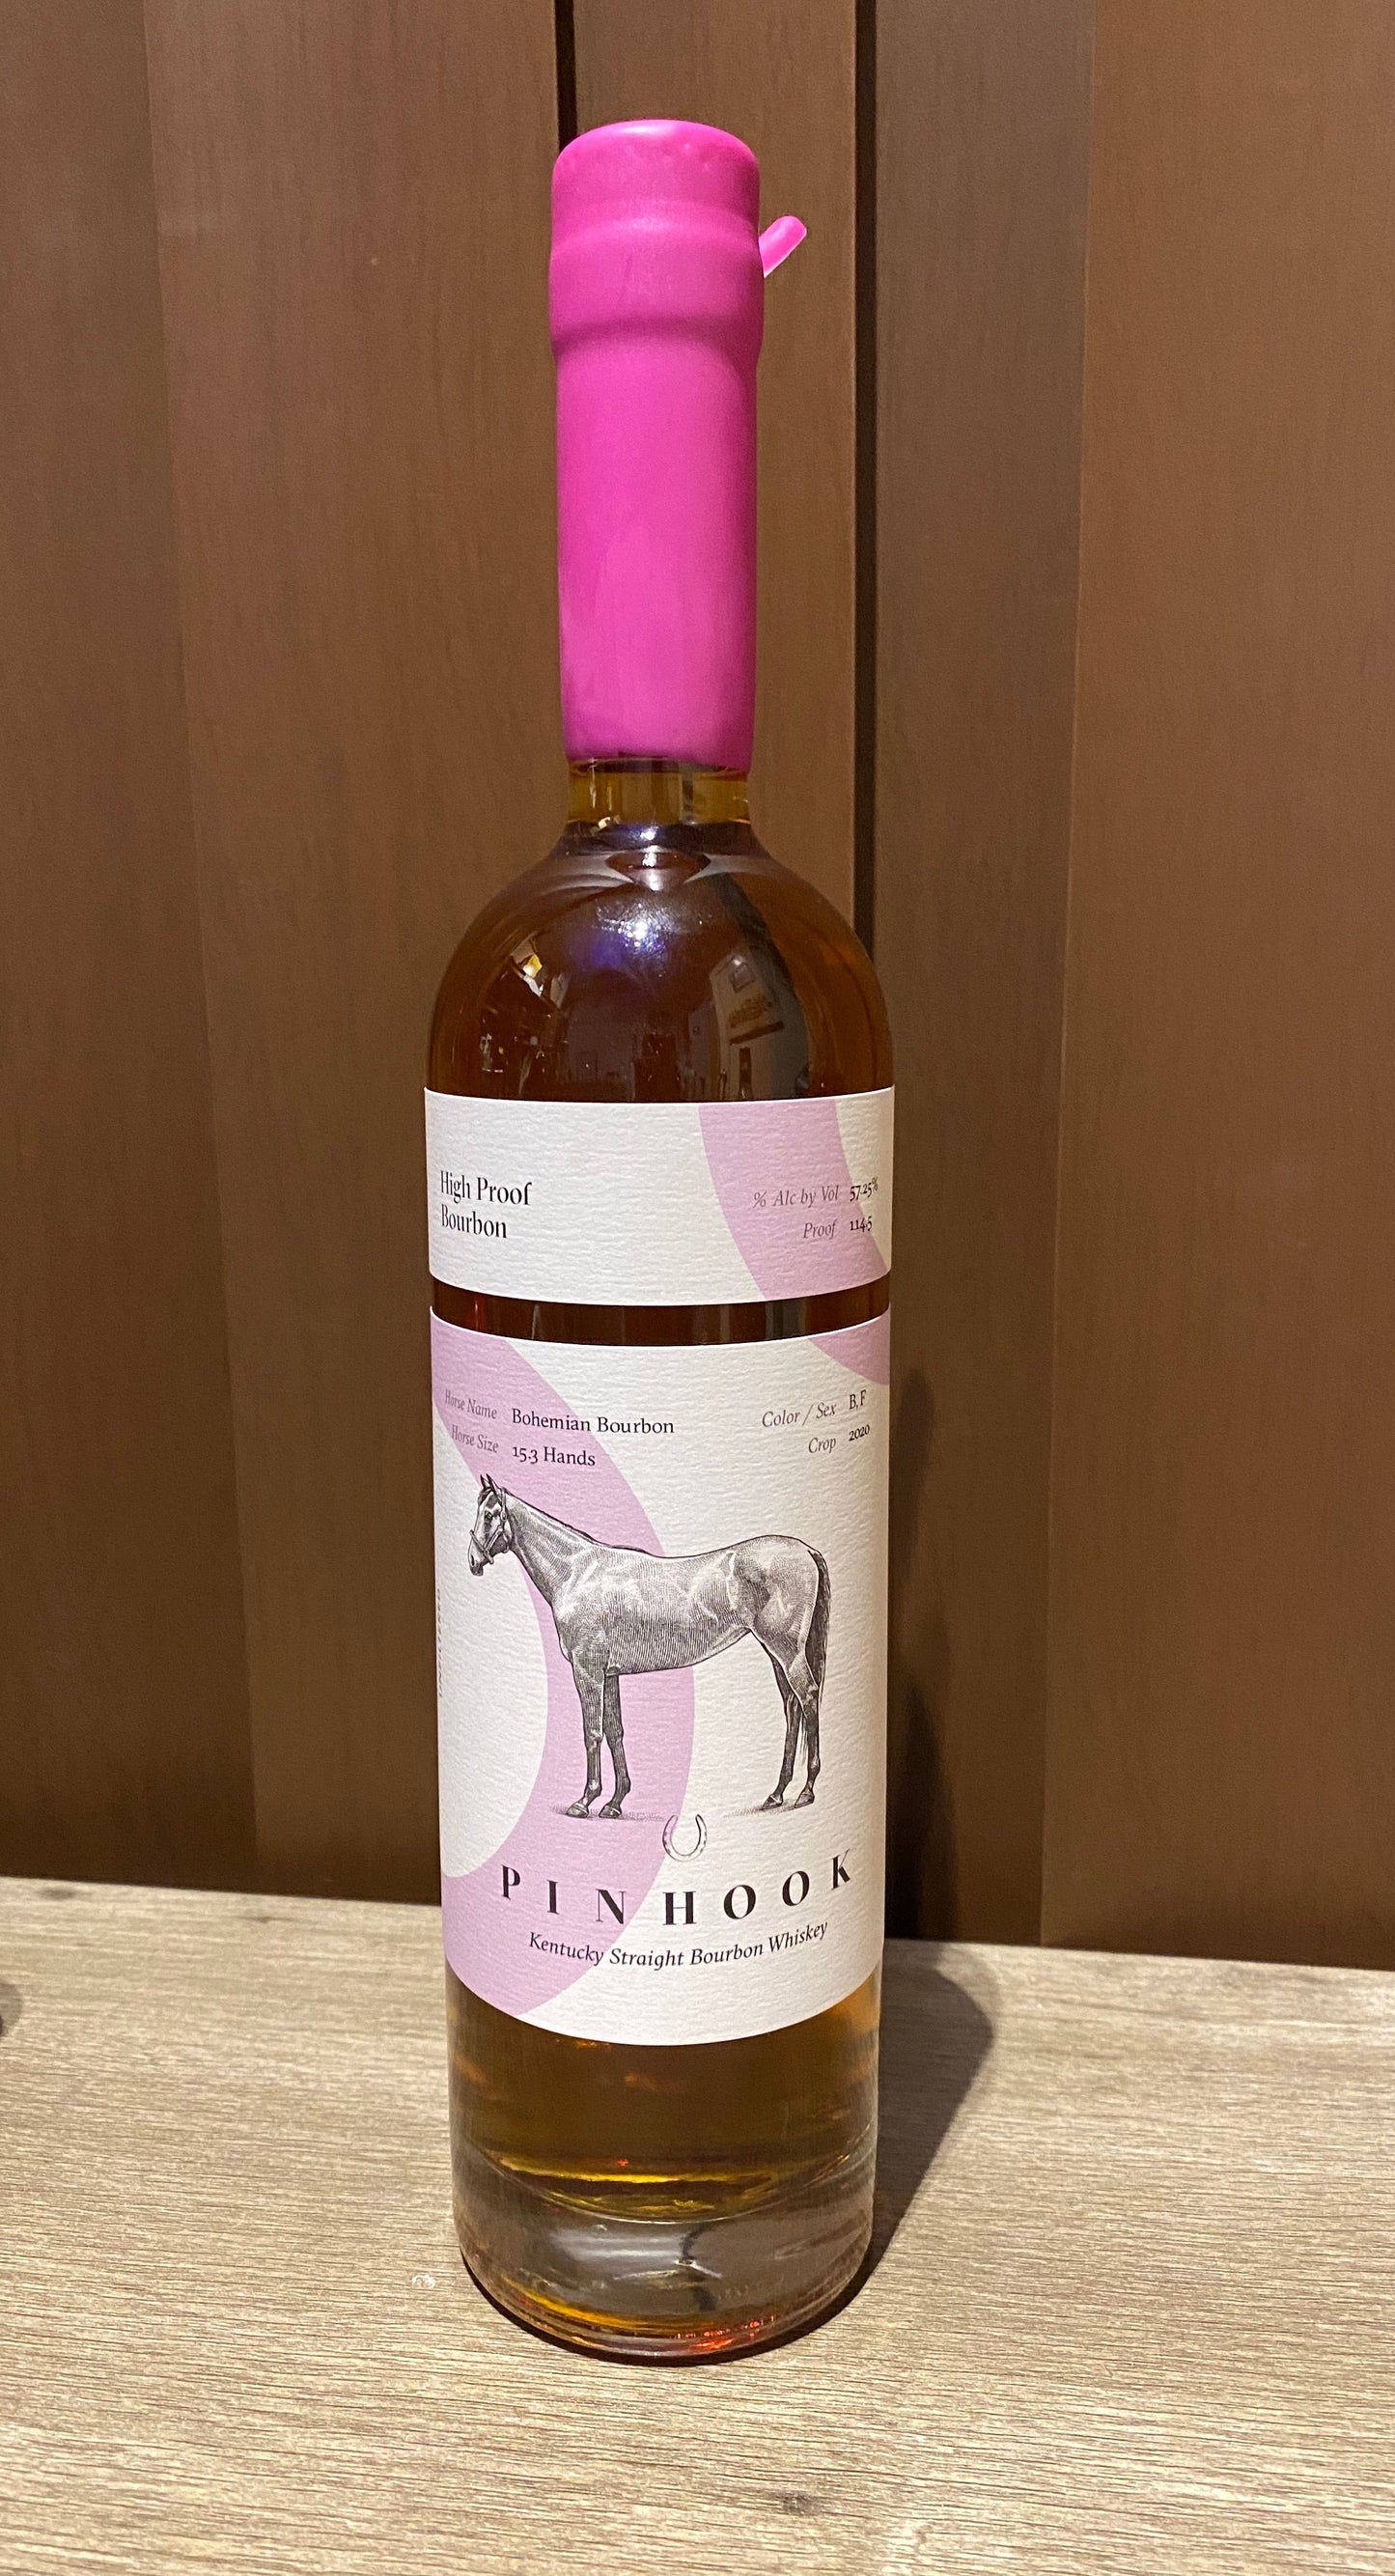 High Proof
Bourbon
% Alc by Vol 57.25%
Proof 114.5
Horse Name Bohemian Bourbon
Horse Size 15.3 Hands
Color / Sex B, F
Crop 2020
PINHOOK
Kentucky Straight Bourbon Whiskey